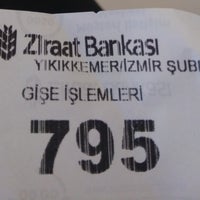 Ziraat Bankası
YIKIKKEMER/İZMİR ŞUBE
GİŞE İŞLEMLERİ
795